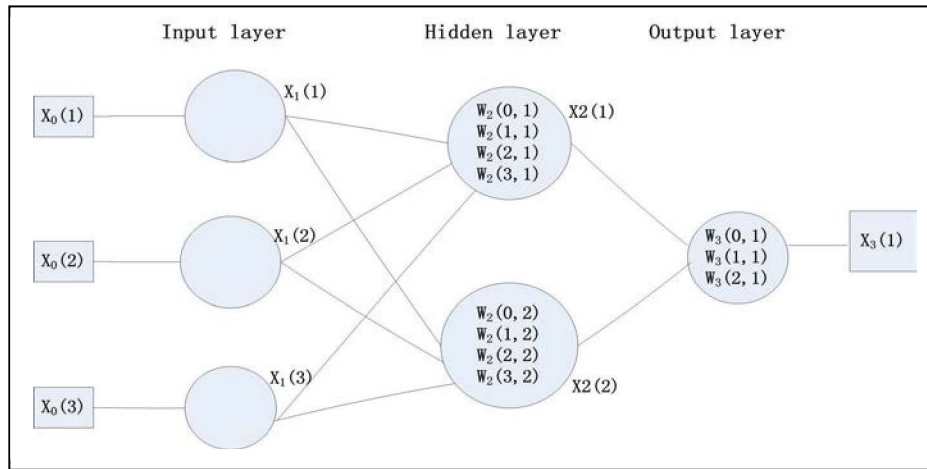 Input layer
Hidden layer
Output layer
X₀(1)
X₁(1)
W₂(0,1)
W₂(1,1)
W₂(2,1)
W₂(3,1)
X2(1)
X₀(2)
X₁(2)
W₃(0,1)
W₃(1,1)
W₃(2,1)
X₃(1)
X₀(3)
X₁(3)
W₂(0,2)
W₂(1,2)
W₂(2,2)
W₂(3,2)
X2(2)